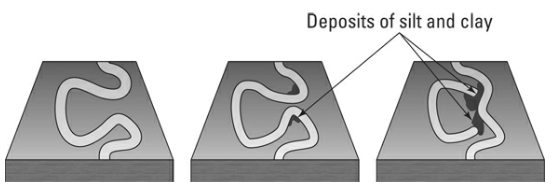 Deposits of silt and clay